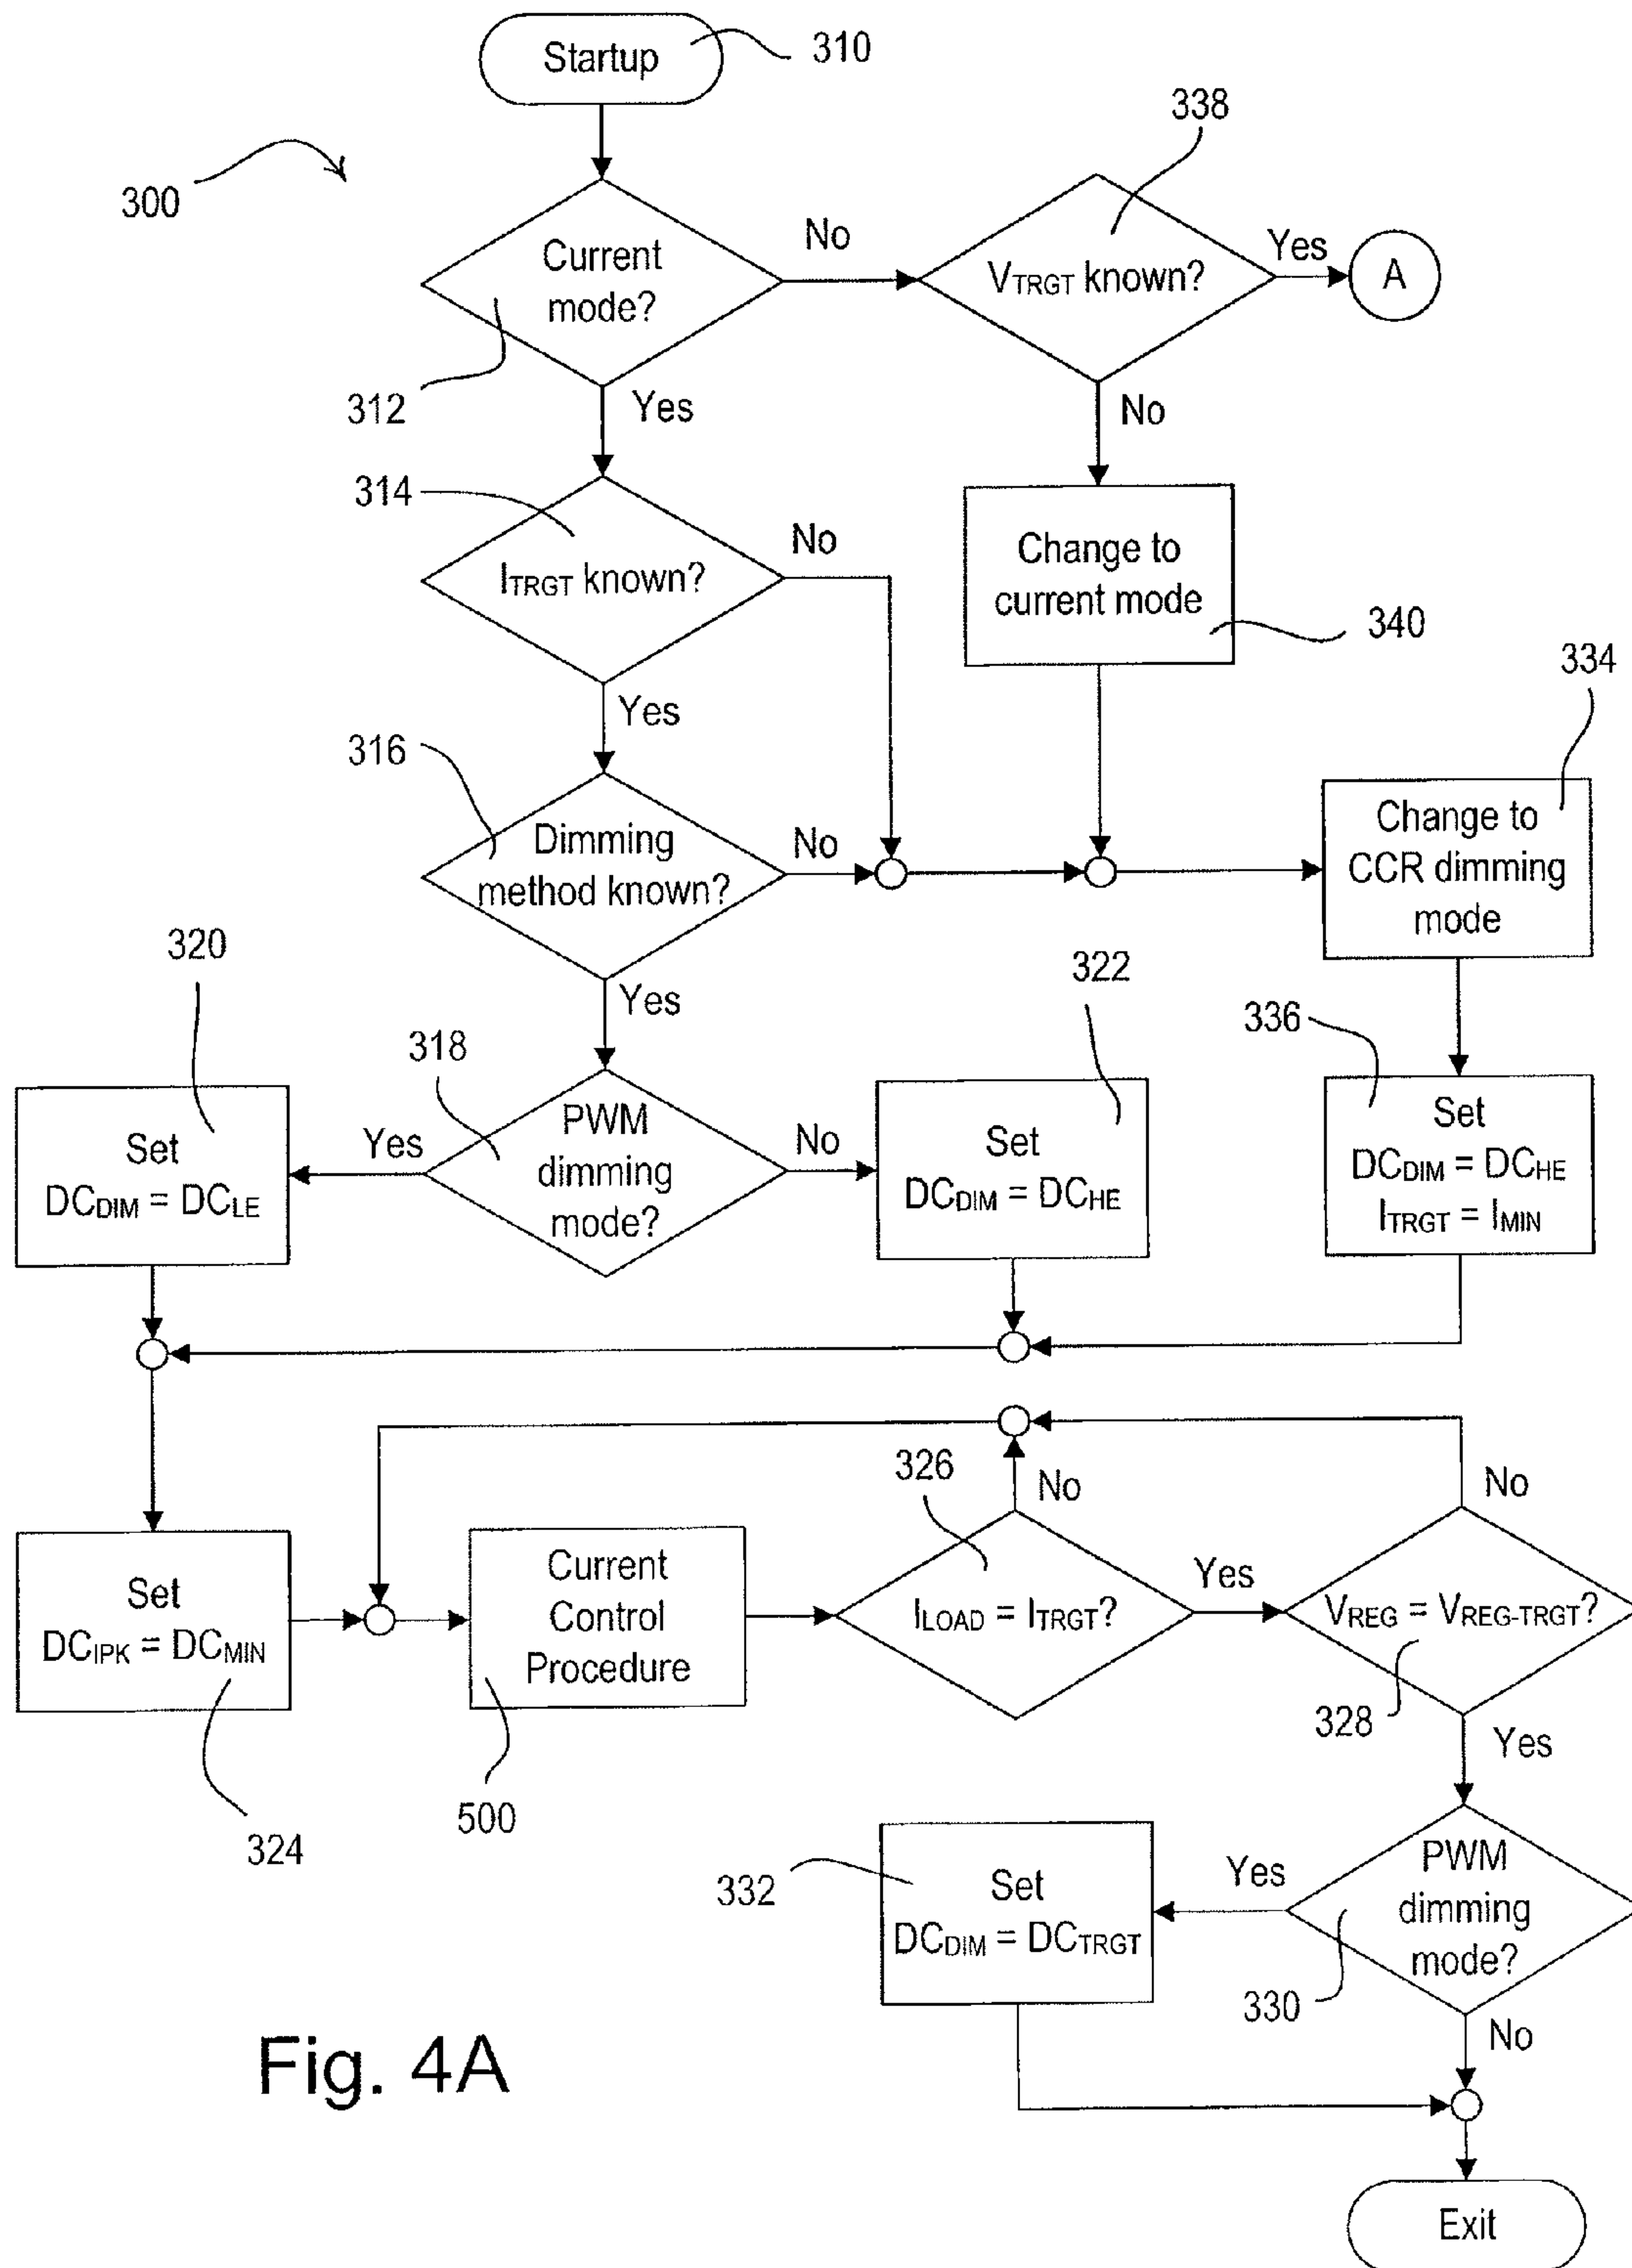 Startup
310
338
300
Current
mode?
No
VTRGT known?
Yes
A
312
Yes
No
314
ITRGT known?
No
Change to
current mode
340
334
Yes
316
Dimming
method known?
No
Change to
CCR dimming
mode
320
322
Yes
318
336
Set
DCDIM = DCLE
Yes
PWM
dimming
mode?
No
Set
DCDIM = DCHE
Set
DCDIM = DCHE
ITRGT = IMIN
326
No
No
Set
DCIPK = DCMIN
Current
Control
Procedure
ILOAD = ITRGT?
Yes
VREG = VREG-TRGT?
328
Yes
324
500
332
Set
DCDIM = DCTRGT
Yes
PWM
dimming
mode?
330
No
Fig. 4A
Exit